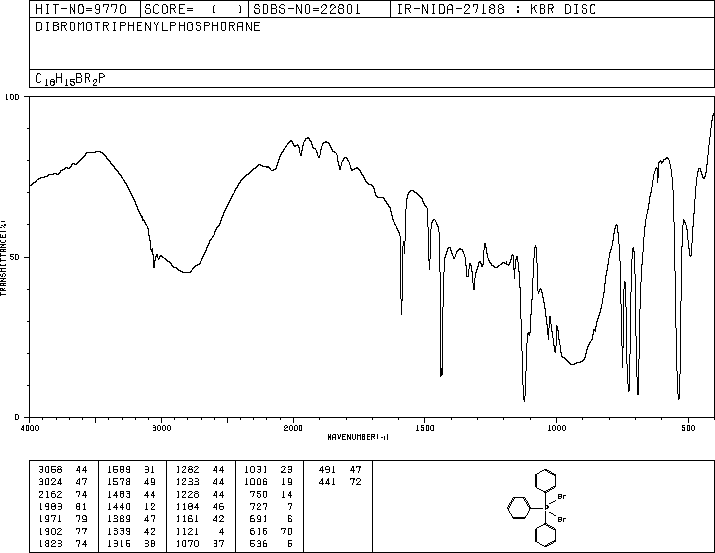 HIT-NO=9770 SCORE= ( ) SDBS-NO=22801 IR-NIDA-27188 : KBR DISC
DIBROMOTRIPHENYLPHOSPHORANE
C18H15BR2P
100
50
0
TRANSMITTANCE(%)
4000 3000 2000 1500 1000 500
WAVENUMBER(-1)
3068 44 1589 31 1282 44 1031 23 491 47
3024 47 1578 49 1233 44 1006 19 441 72
2162 74 1483 44 1228 44 750 14
1983 81 1440 12 1184 46 727 7
1971 79 1389 47 1161 42 691 6
1902 77 1339 42 1121 4 616 70
1823 74 1316 38 1070 37 536 5
Br
P
Br